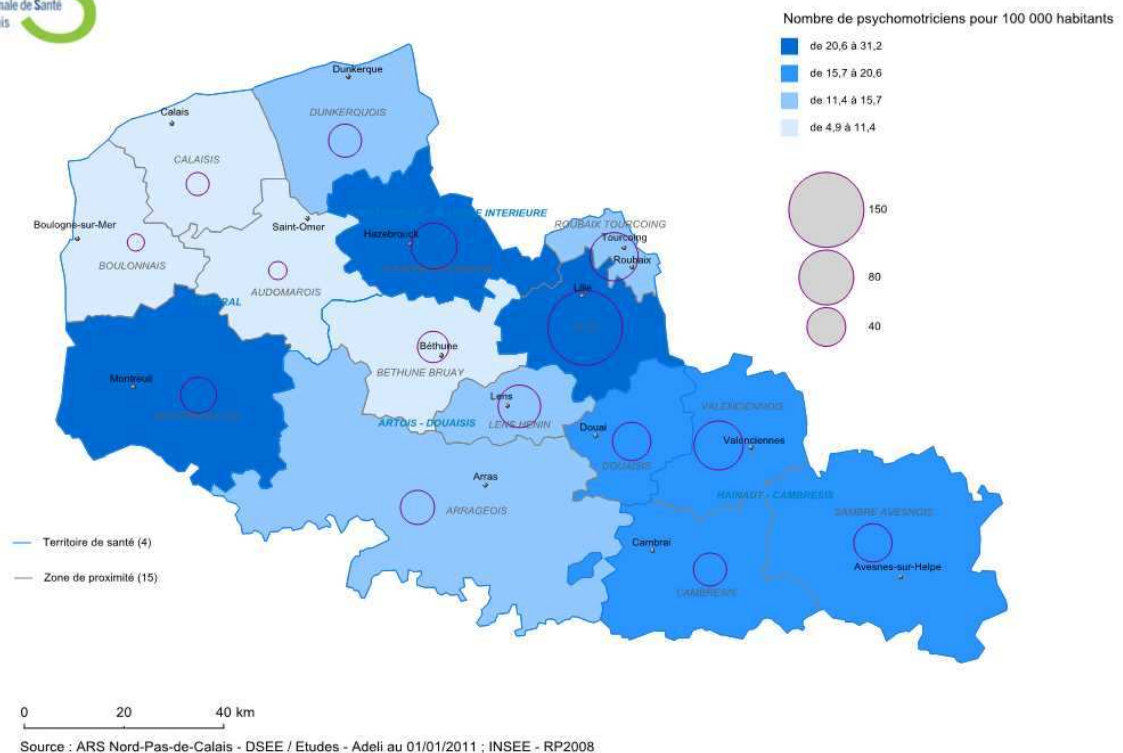 nale de Santé
is
Nombre de psychomotriciens pour 100 000 habitants
de 20,6 à 31,2
de 15,7 à 20,6
de 11,4 à 15,7
de 4,9 à 11,4
150
80
40
Dunkerque
DUNKERQUOIS
Calais
CALAISIS
Boulogne-sur-Mer
BOULONNAIS
Saint-Omer
AUDOMAROIS
INTERIEURE
Hazebrouck
ROUBAIX TOURCOING
Tourcoing
Roubaix
Lille
Montreuil
Béthune
BETHUNE BRUAY
Lens
LENS HENIN
ARTOIS - DOUAISIS
Douai
DOUAISIS
VALENCIENNOIS
Valenciennes
HAINAUT - CAMBRESIS
Arras
ARRAGEOIS
SAMBRE AVESNOIS
Cambrai
CAMBRESIS
Avesnes-sur-Helpe
Territoire de santé (4)
Zone de proximité (15)
0 20 40 km
Source : ARS Nord-Pas-de-Calais - DSEE / Etudes - Adeli au 01/01/2011 ; INSEE - RP2008